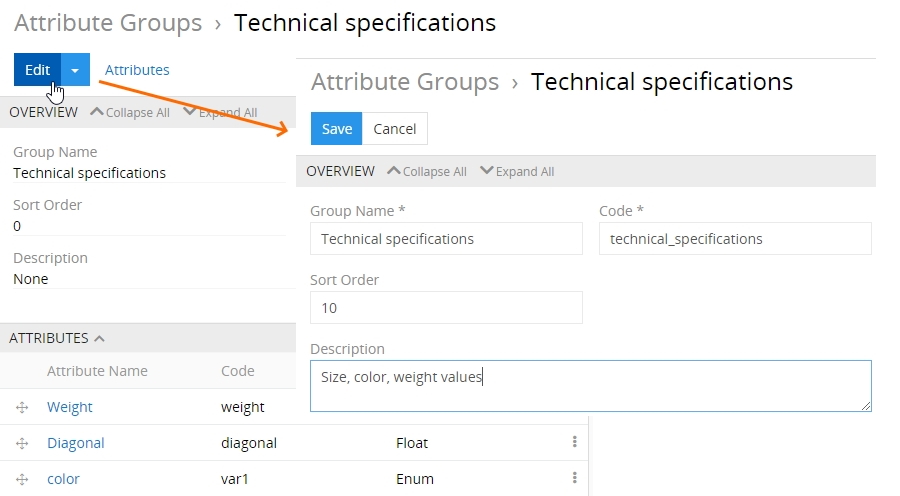 Attribute Groups › Technical specifications
Edit Attributes
OVERVIEW Collapse All Expand All
Group Name
Technical specifications
Sort Order
0
Description
None
ATTRIBUTES
Attribute Name Code
Weight weight
Diagonal diagonal Float
color var1 Enum
Attribute Groups › Technical specifications
Save Cancel
OVERVIEW Collapse All Expand All
Group Name * Code *
Technical specifications technical_specifications
Sort Order
10
Description
Size, color, weight values